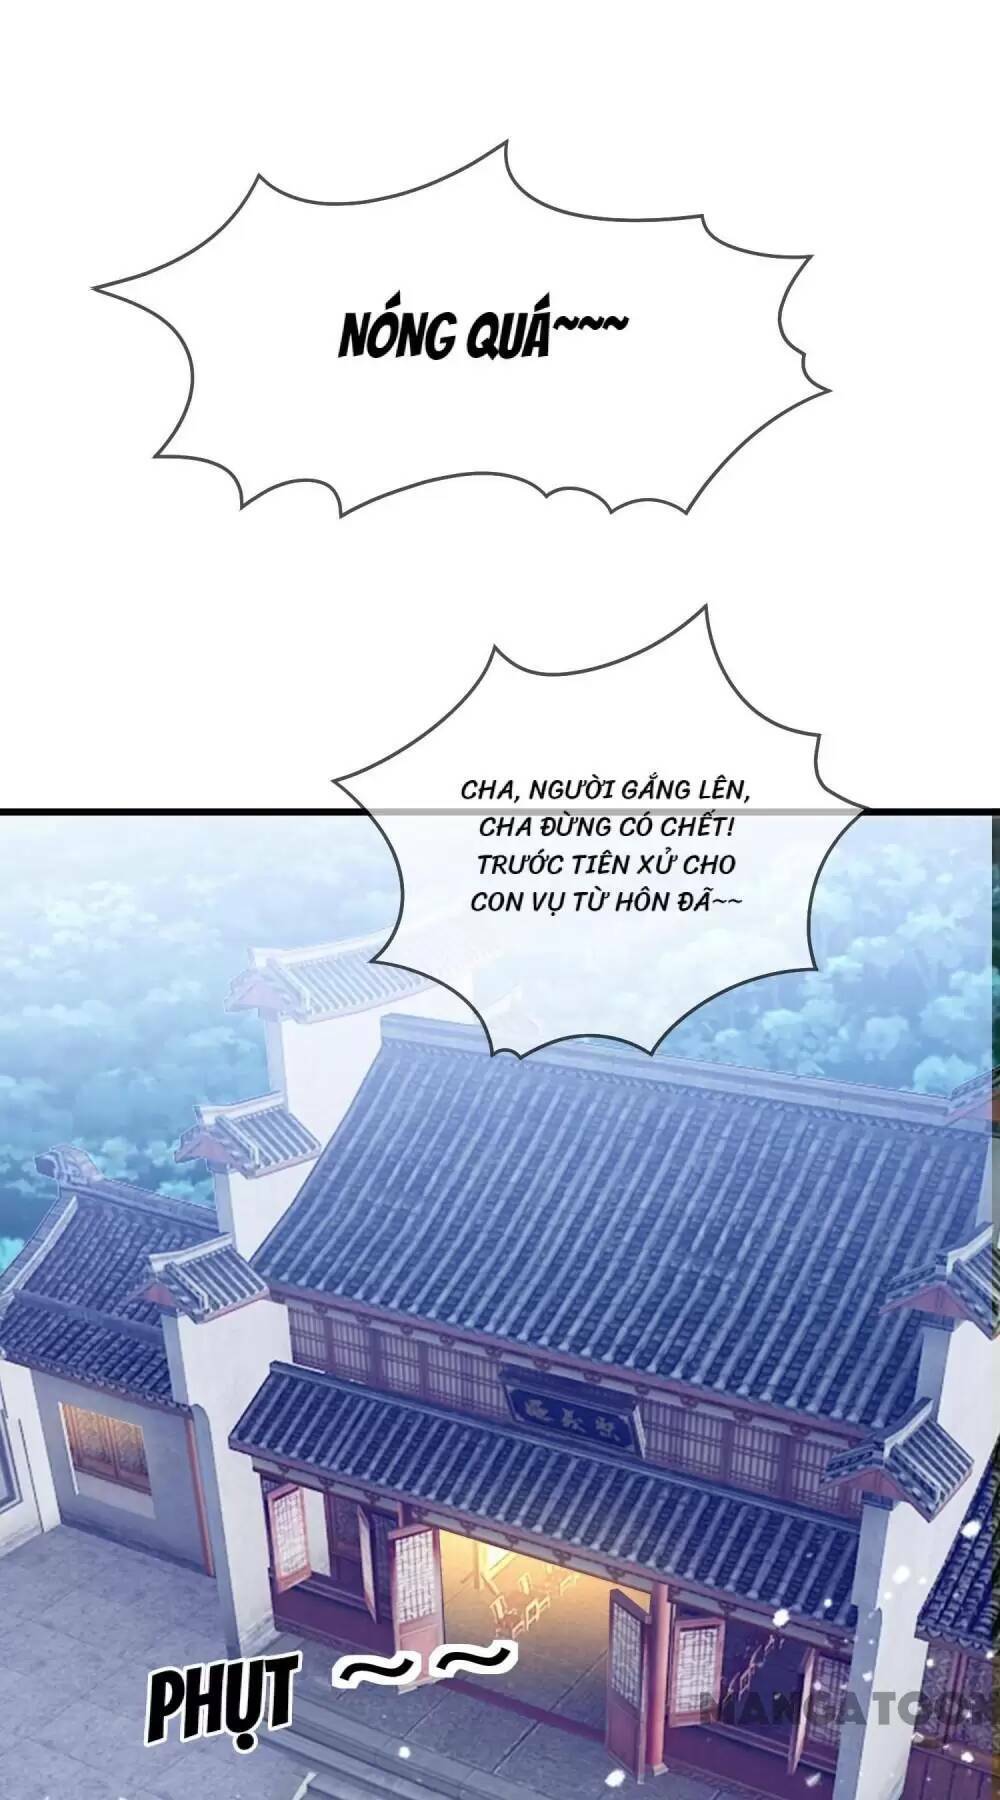 NÓNG QUÁ~~~
CHA, NGƯỜI GẮNG LÊN,
CHA ĐỪNG CÓ CHẾT!
TRƯỚC TIÊN XỬ CHO
CON VỤ TỪ HÔN ĐÃ~~
PHỤT ~ ~
MANGATOON